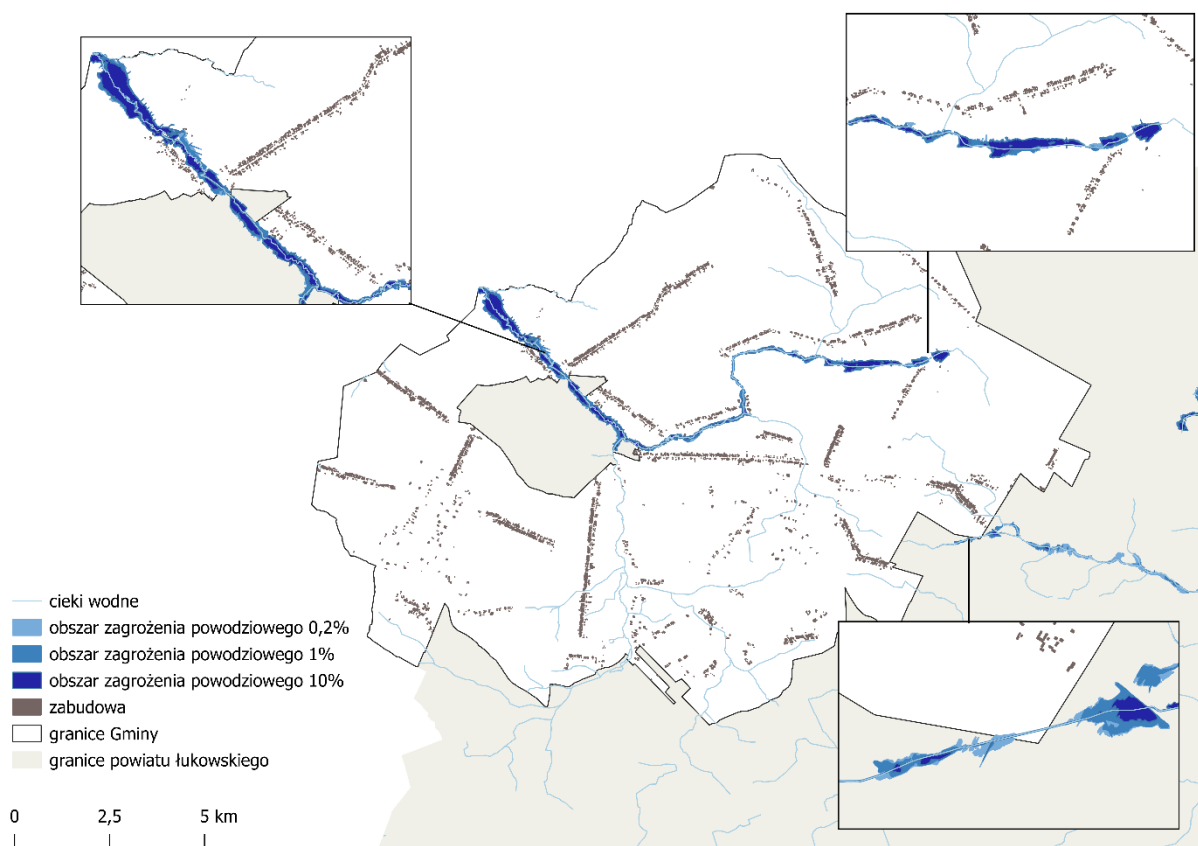 cieki wodne
obszar zagrożenia powodziowego 0,2%
obszar zagrożenia powodziowego 1%
obszar zagrożenia powodziowego 10%
zabudowa
granice Gminy
granice powiatu łukowskiego
0 2,5 5 km